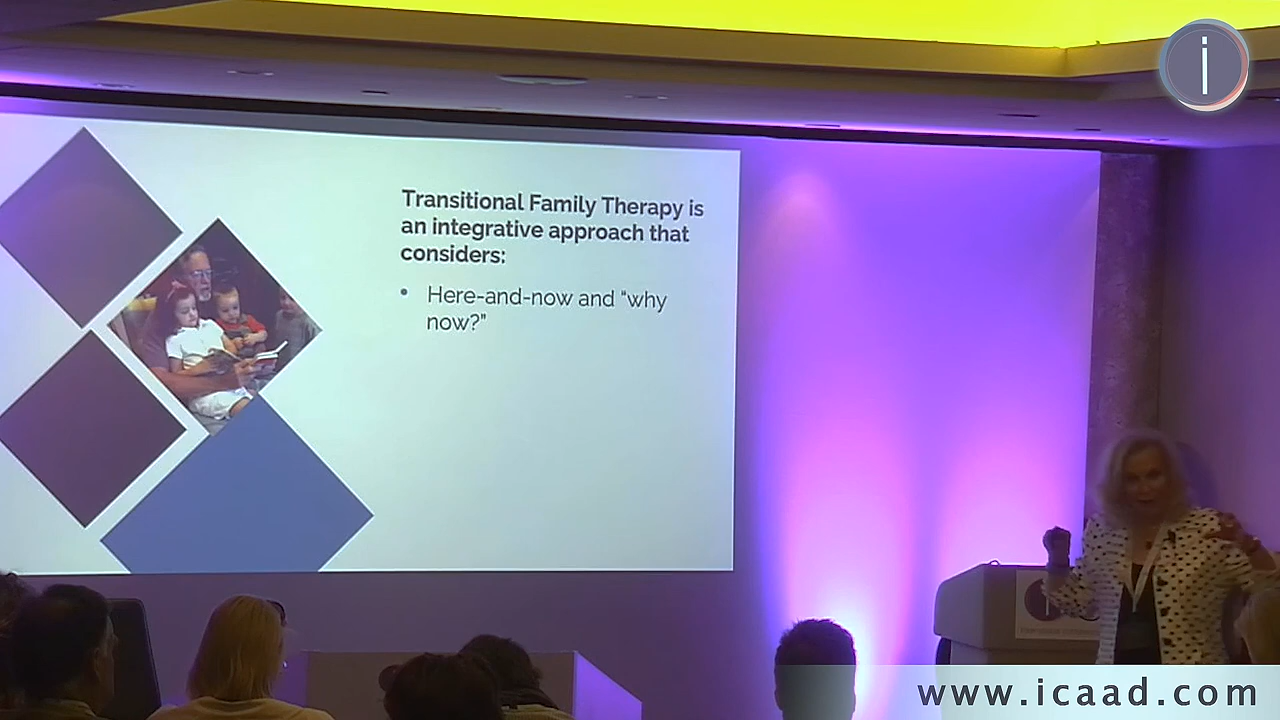 Transitional Family Therapy is
an integrative approach that
considers:
• Here-and-now and “why
now?”
i
www.icaad.com